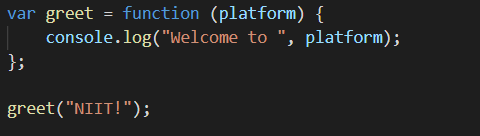 var greet = function (platform) {
    console.log("Welcome to ", platform);
};
greet("NIIT!");